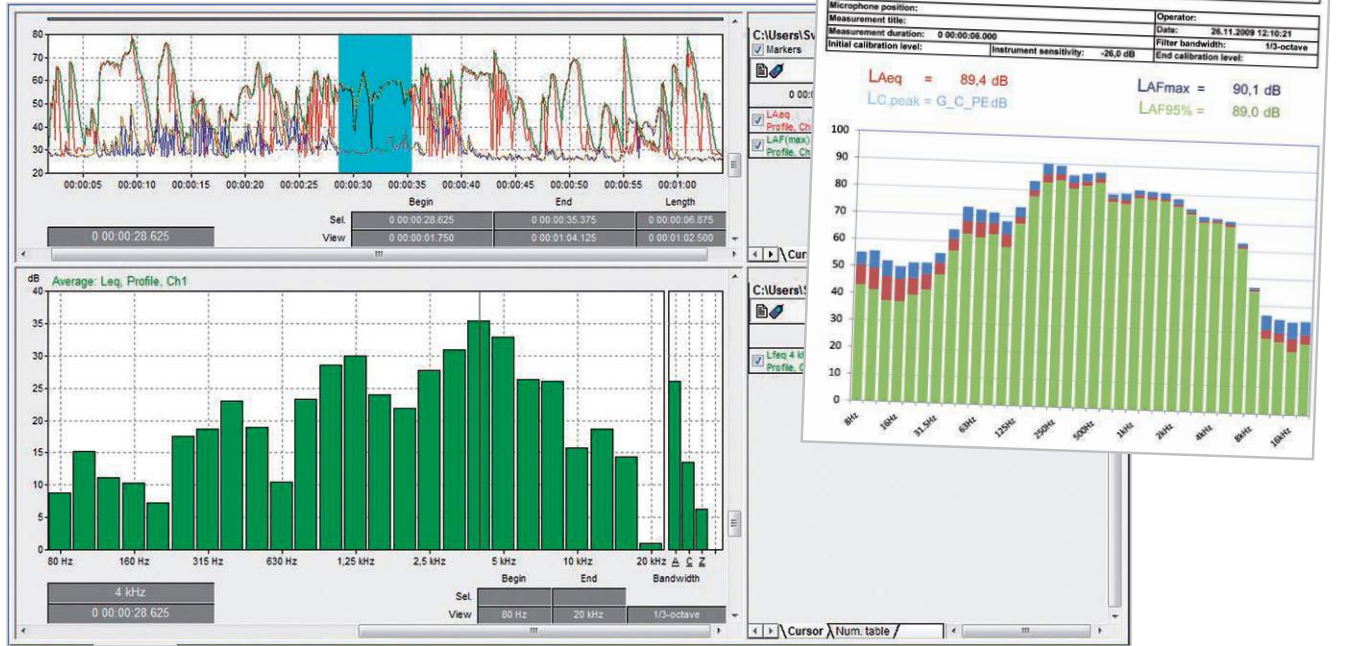 80
70
60
50
40
30
20
00:00:05 00:00:10 00:00:15 00:00:20 00:00:25 00:00:30 00:00:35 00:00:40 00:00:45 00:00:50 00:00:55 00:01:00
Begin End Length
Sel. 0 00:00:28.625 0 00:00:35.375 0 00:00:06.875
0 00:00:28.625
View 0 00:00:01.750 0 00:01:04.125 0 00:01:02.500
C:\Users\Sv
Markers
0 00:0
LAeq
Profile, Ch
LAF(max)
Profile, Ch
Cur
Microphone position:
Measurement title: Operator:
Measurement duration: 0 00:00:06.000 Date: 26.11.2009 12:10:21
Initial calibration level: Instrument sensitivity: -26,0 dB Filter bandwidth: 1/3-octave
End calibration level:
LAeq = 89,4 dB LAFmax = 90,1 dB
LC,peak = G_C_PEdB LAF95% = 89,0 dB
100
90
80
70
60
50
40
30
20
10
0
8Hz 16Hz 31.5Hz 63Hz 125Hz 250Hz 500Hz 1kHz 2kHz 4kHz 8kHz 16kHz
dB Average: Leq, Profile, Ch1
40
35
30
25
20
15
10
5
0
80 Hz 160 Hz 315 Hz 630 Hz 1,25 kHz 2,5 kHz 5 kHz 10 kHz 20 kHz A C Z
Begin End Bandwidth
4 kHz Sel.
0 00:00:28.625 View 80 Hz 20 kHz 1/3-octave
C:\Users\S
Lfeq 4 k
Profile, C
Cursor Num. table